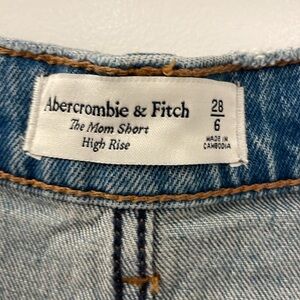 Abercrombie & Fitch
The Mom Short
High Rise
28
6
MADE IN
CAMBODIA